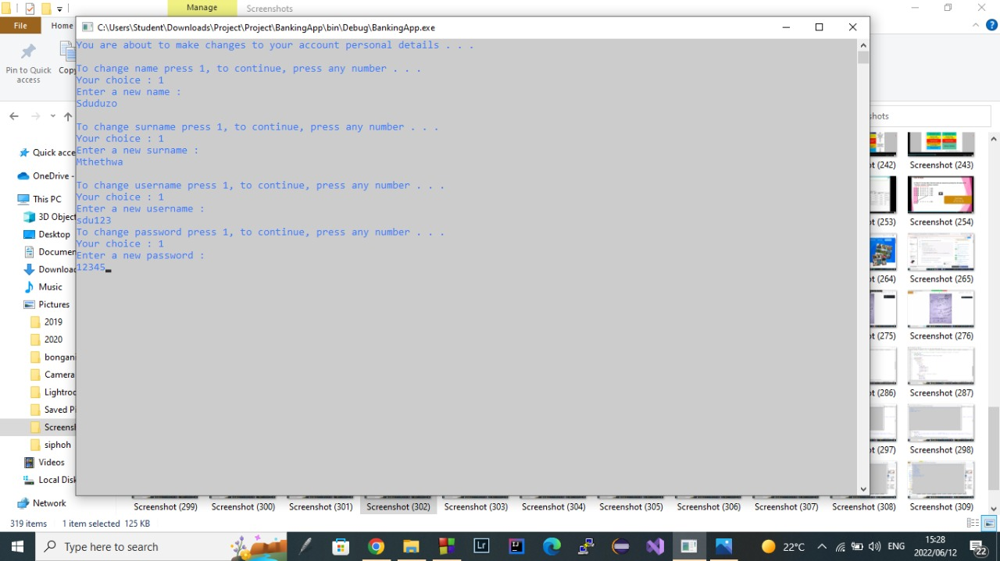 Manage
Screenshots
File
Home
C:\Users\Student\Downloads\Project\Project\BankingApp\bin\Debug\BankingApp.exe
You are about to make changes to your account personal details . . .
To change name press 1, to continue, press any number . . .
Your choice : 1
Enter a new name :
Sduduzo
To change surname press 1, to continue, press any number . . .
Your choice : 1
Enter a new surname :
Mthethwa
To change username press 1, to continue, press any number . . .
Your choice : 1
Enter a new username :
sdu123
To change password press 1, to continue, press any number . . .
Your choice : 1
Enter a new password :
12345
Pin to Quick
access
Copy
shots
Quick acce
OneDrive -
This PC
3D Object
Desktop
Documen
Downloac
Music
Pictures
2019
2020
bongan
Camera
Lightroo
Saved P
Screensh
siphoh
Videos
Local Disk
Network
t (242)
Screenshot (243)
t (253)
Screenshot (254)
t (264)
Screenshot (265)
t (275)
Screenshot (276)
t (286)
Screenshot (287)
t (297)
Screenshot (298)
Screenshot (299)
Screenshot (300)
Screenshot (301)
Screenshot (302)
Screenshot (303)
Screenshot (304)
Screenshot (305)
Screenshot (306)
Screenshot (307)
Screenshot (308)
Screenshot (309)
319 items
1 item selected 125 KB
Type here to search
Lr
22°C
ENG
15:28
2022/06/12
22